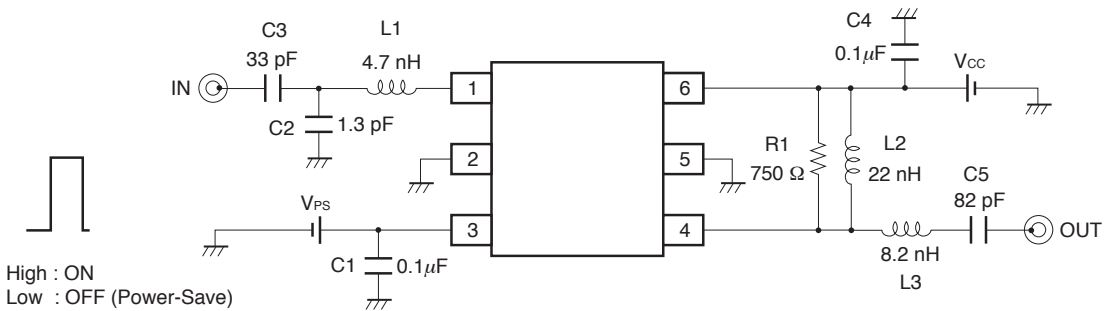 C3
33 pF
L1
4.7 nH
IN
C2
1.3 pF
1
2
3
VPS
C1
0.1μF
High : ON
Low : OFF (Power-Save)
6
5
4
C4
0.1μF
VCC
R1
750 Ω
L2
22 nH
C5
82 pF
OUT
8.2 nH
L3